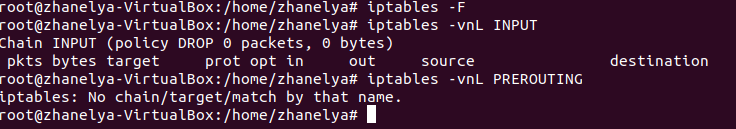 root@zhanelya-VirtualBox:/home/zhanelya# iptables -F
root@zhanelya-VirtualBox:/home/zhanelya# iptables -vnL INPUT
Chain INPUT (policy DROP 0 packets, 0 bytes)
 pkts bytes target     prot opt in     out     source               destination
root@zhanelya-VirtualBox:/home/zhanelya# iptables -vnL PREROUTING
iptables: No chain/target/match by that name.
root@zhanelya-VirtualBox:/home/zhanelya#